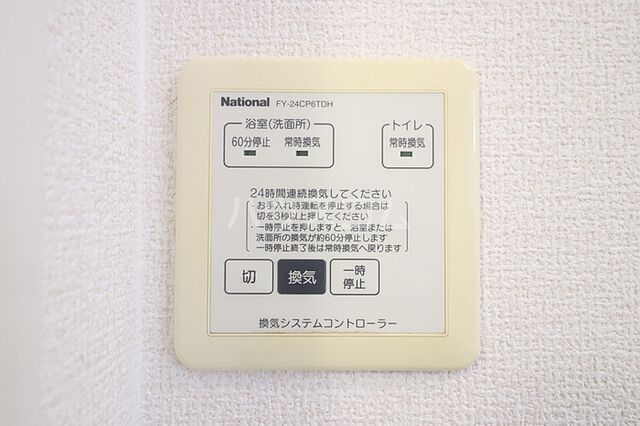 National FY-24CP6TDH
浴室(洗面所) トイレ
60分停止 常時換気 常時換気
24時間連続換気してください
・お手入れ時運転を停止する場合は
切を3秒以上押してください
・一時停止を押しますと、浴室または
洗面所の換気が約60分停止します
一時停止終了後は常時換気へ戻ります
切 換気 一時
停止
換気システムコントローラー